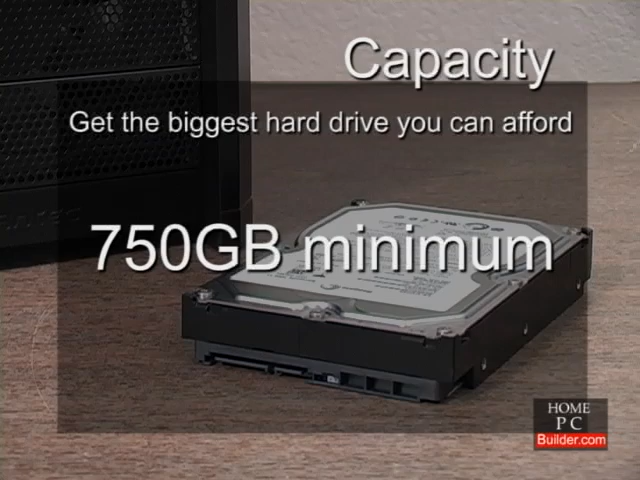 Capacity
Get the biggest hard drive you can afford
750GB minimum
HOME
PC
Builder.com